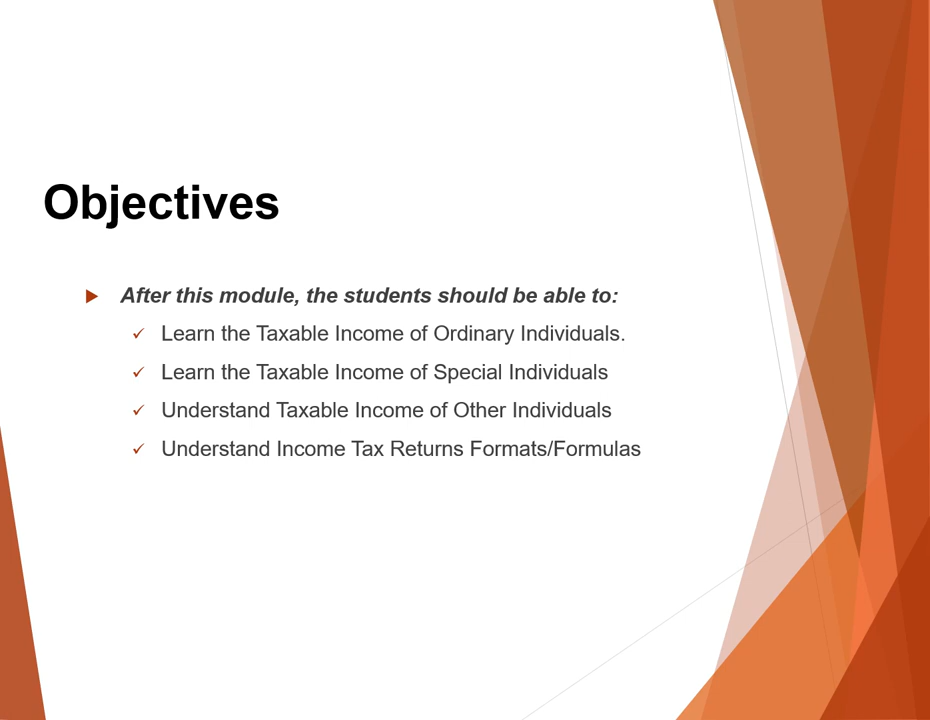 Objectives
After this module, the students should be able to:
Learn the Taxable Income of Ordinary Individuals.
Learn the Taxable Income of Special Individuals
Understand Taxable Income of Other Individuals
Understand Income Tax Returns Formats/Formulas